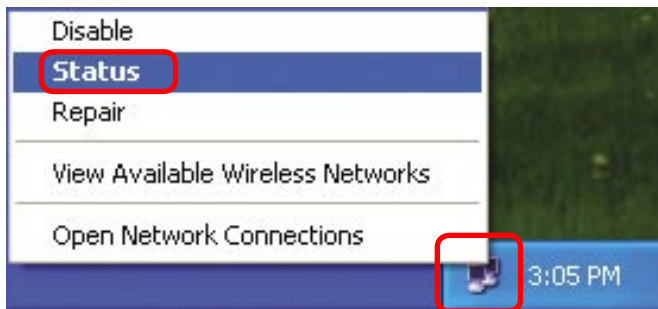 Disable
Status
Repair
View Available Wireless Networks
Open Network Connections
3:05 PM